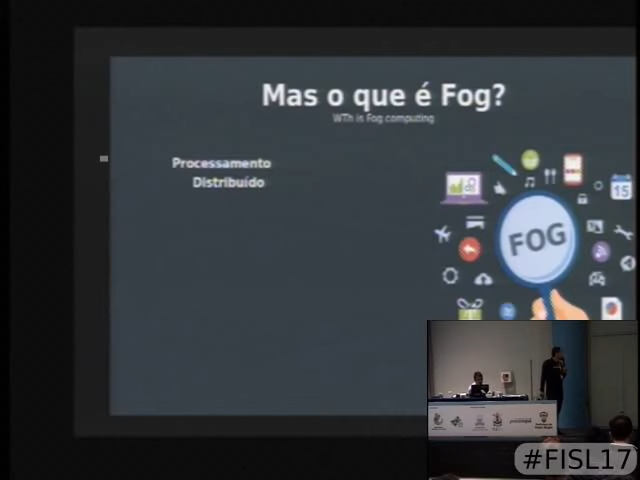 Mas o que é Fog?
WTh is Fog computing
Processamento
Distribuído
15
FOG
#FISL17